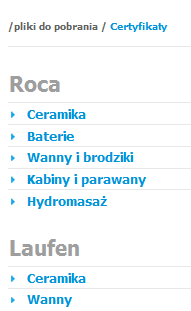 /pliki do pobrania / Certyfikaty
Roca
Ceramika
Baterie
Wanny i brodziki
Kabiny i parawany
Hydromasaż
Laufen
Ceramika
Wanny